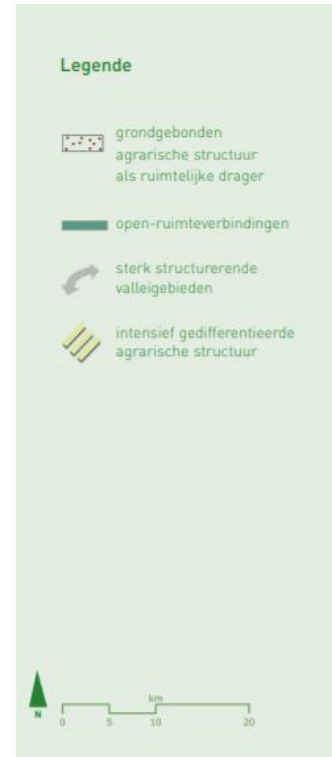 Legende
grondgebonden
agrarische structuur
als ruimtelijke drager
open-ruimteverbindingen
sterk structurerende
valleigebieden
intensief gedifferentieerde
agrarische structuur
km
N
0 5 10 20